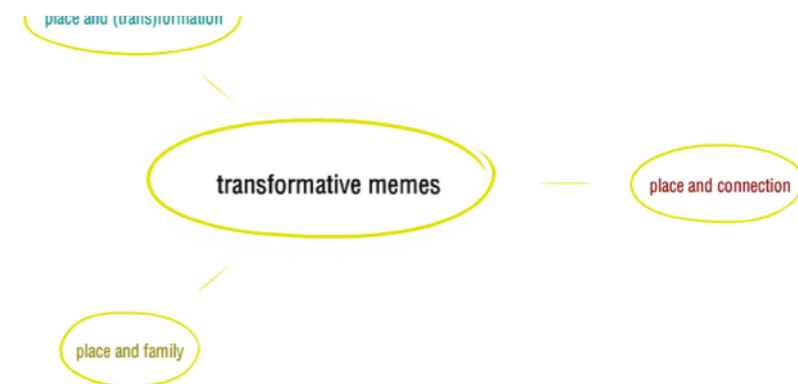 place and (trans)formation
transformative memes
place and connection
place and family